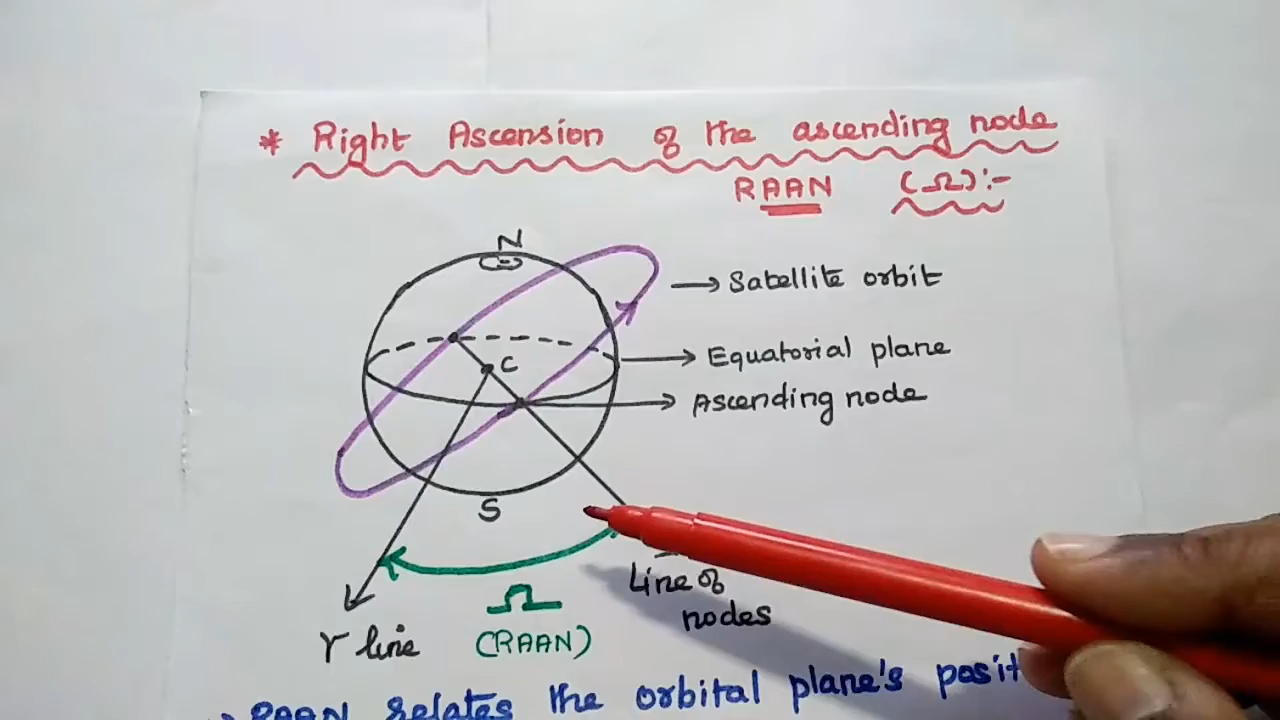 * Right Ascension of the ascending node
RAAN (Ω):-
N
→ Satellite orbit
C
→ Equatorial plane
→ Ascending node
S
Line of
nodes
Ω
(RAAN)
♈ line
→ RAAN relates the orbital plane's